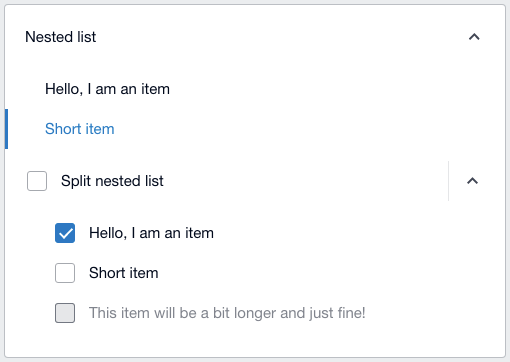 Nested list
Hello, I am an item
Short item
Split nested list
Hello, I am an item
Short item
This item will be a bit longer and just fine!